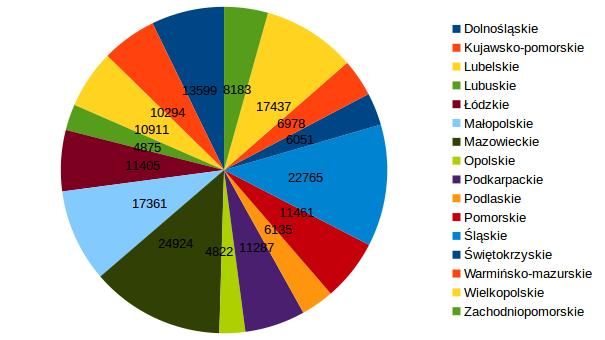 13599
8183
10294
17437
10911
6978
4875
6051
11405
22765
17361
11461
24924
6135
4822
11287
Dolnośląskie
Kujawsko-pomorskie
Lubelskie
Lubuskie
Łódzkie
Małopolskie
Mazowieckie
Opolskie
Podkarpackie
Podlaskie
Pomorskie
Śląskie
Świętokrzyskie
Warmińsko-mazurskie
Wielkopolskie
Zachodniopomorskie